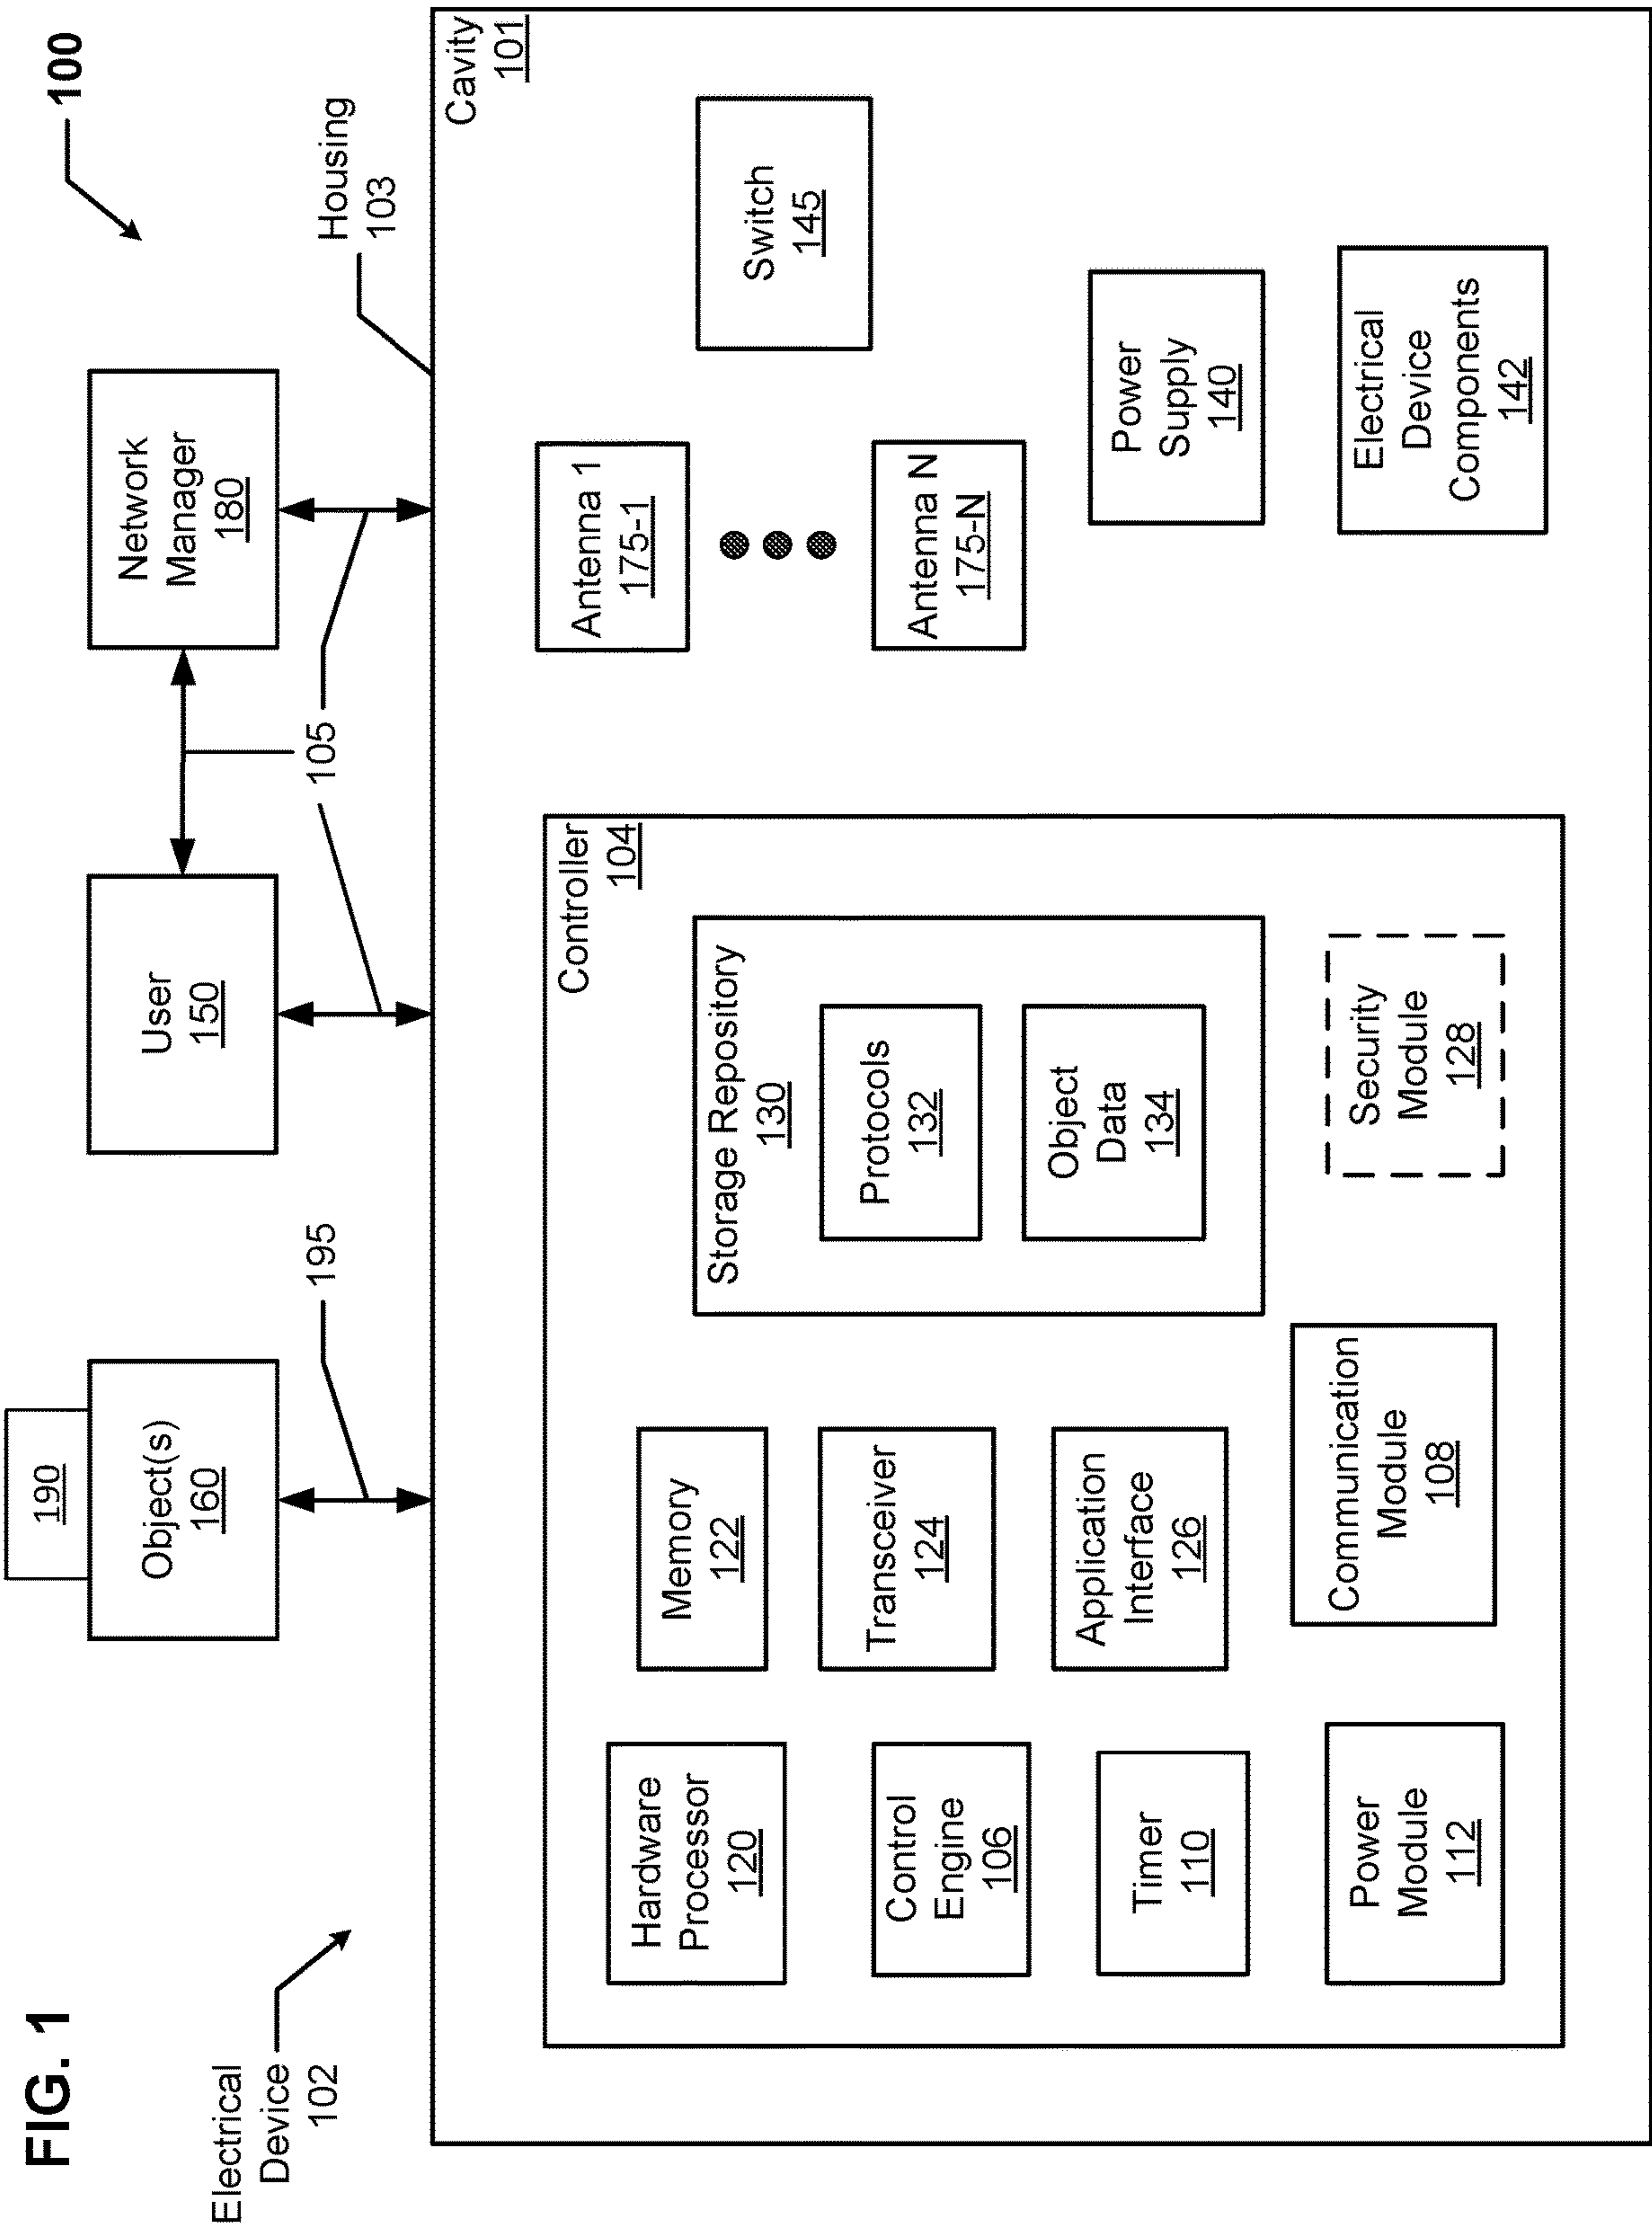 FIG. 1
100
Electrical
Device
102
190
Object(s)
160
195
User
150
105
Network
Manager
180
Housing
103
Cavity
101
Controller
104
Hardware
Processor
120
Control
Engine
106
Timer
110
Power
Module
112
Memory
122
Transceiver
124
Application
Interface
126
Communication
Module
108
Storage Repository
130
Protocols
132
Object
Data
134
Security
Module
128
Antenna 1
175-1
Antenna N
175-N
Switch
145
Power
Supply
140
Electrical
Device
Components
142